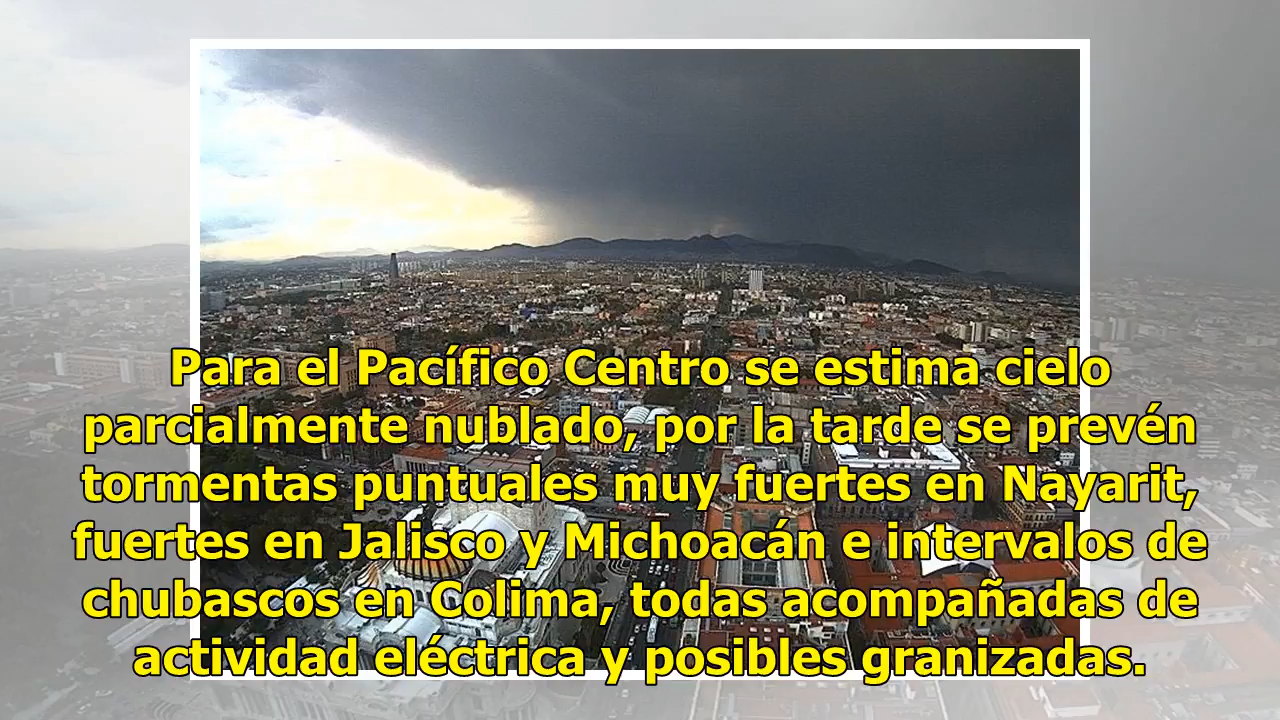 Para el Pacífico Centro se estima cielo
parcialmente nublado, por la tarde se prevén
tormentas puntuales muy fuertes en Nayarit,
fuertes en Jalisco y Michoacán e intervalos de
chubascos en Colima, todas acompañadas de
actividad eléctrica y posibles granizadas.